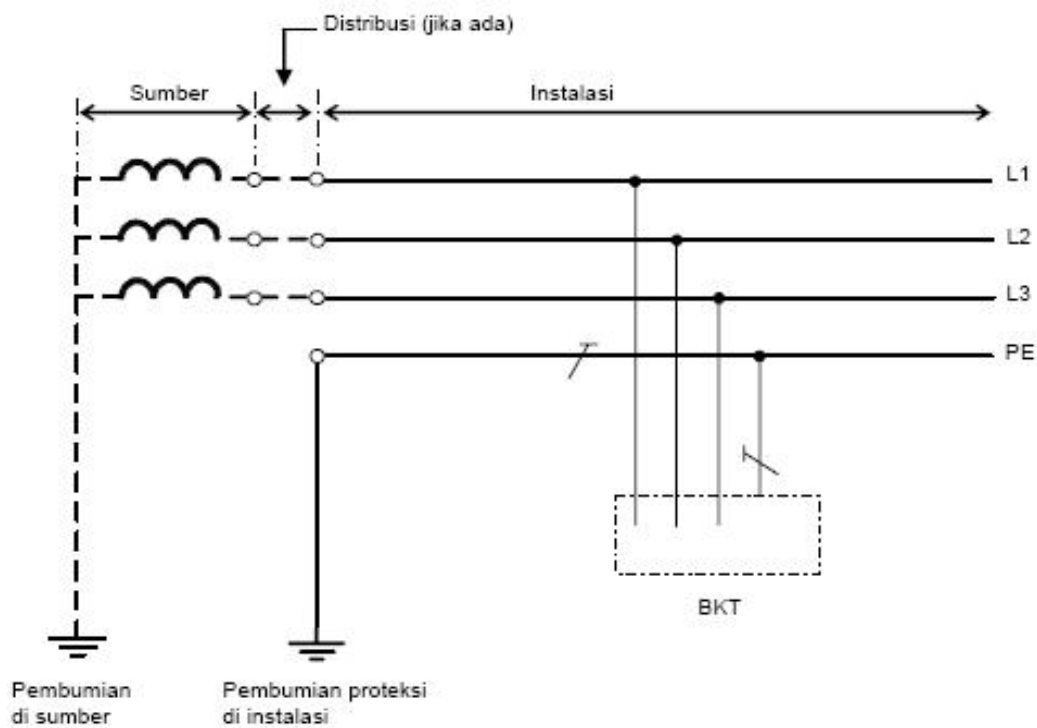 Distribusi (jika ada)
Sumber
Instalasi
L1
L2
L3
PE
BKT
Pembumian
di sumber
Pembumian proteksi
di instalasi